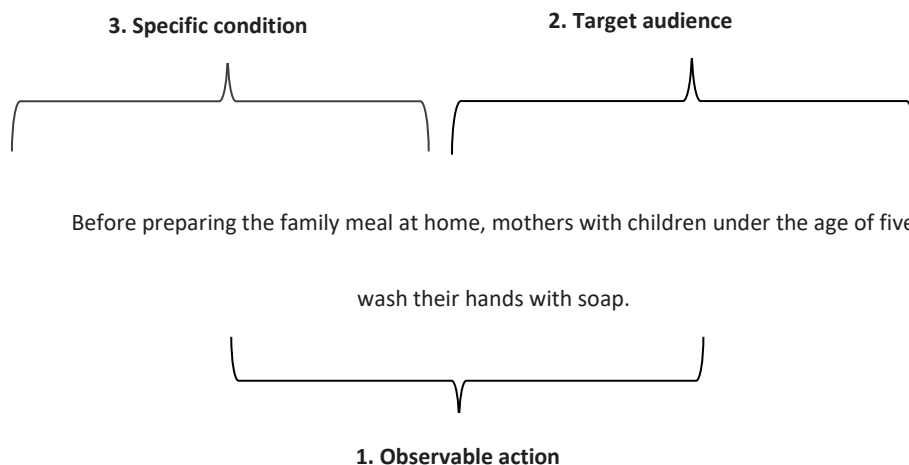 3. Specific condition
2. Target audience
Before preparing the family meal at home, mothers with children under the age of five
wash their hands with soap.
1. Observable action